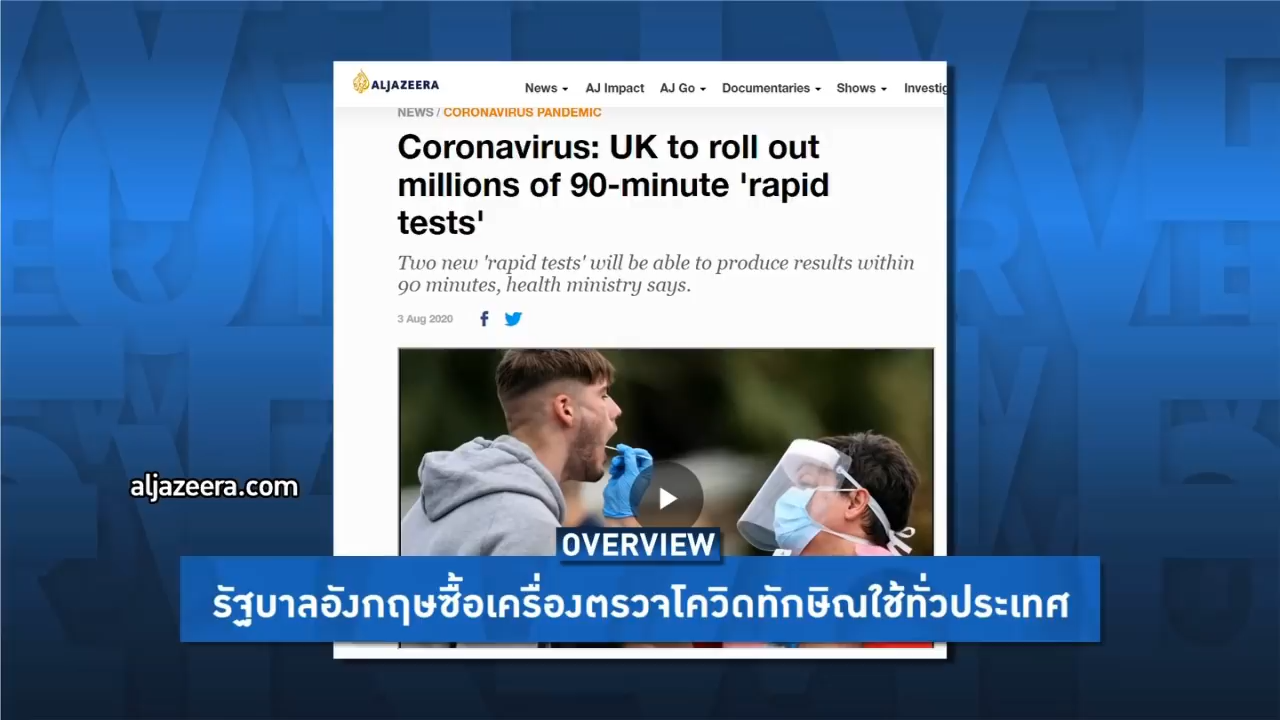 ALJAZEERA
News AJ Impact AJ Go Documentaries Shows Investig
NEWS / CORONAVIRUS PANDEMIC
Coronavirus: UK to roll out
millions of 90-minute 'rapid
tests'
Two new 'rapid tests' will be able to produce results within
90 minutes, health ministry says.
3 Aug 2020
aljazeera.com
OVERVIEW
รัฐบาลอังกฤษซื้อเครื่องตรวจโควิดทักษิณใช้ทั่วประเทศ